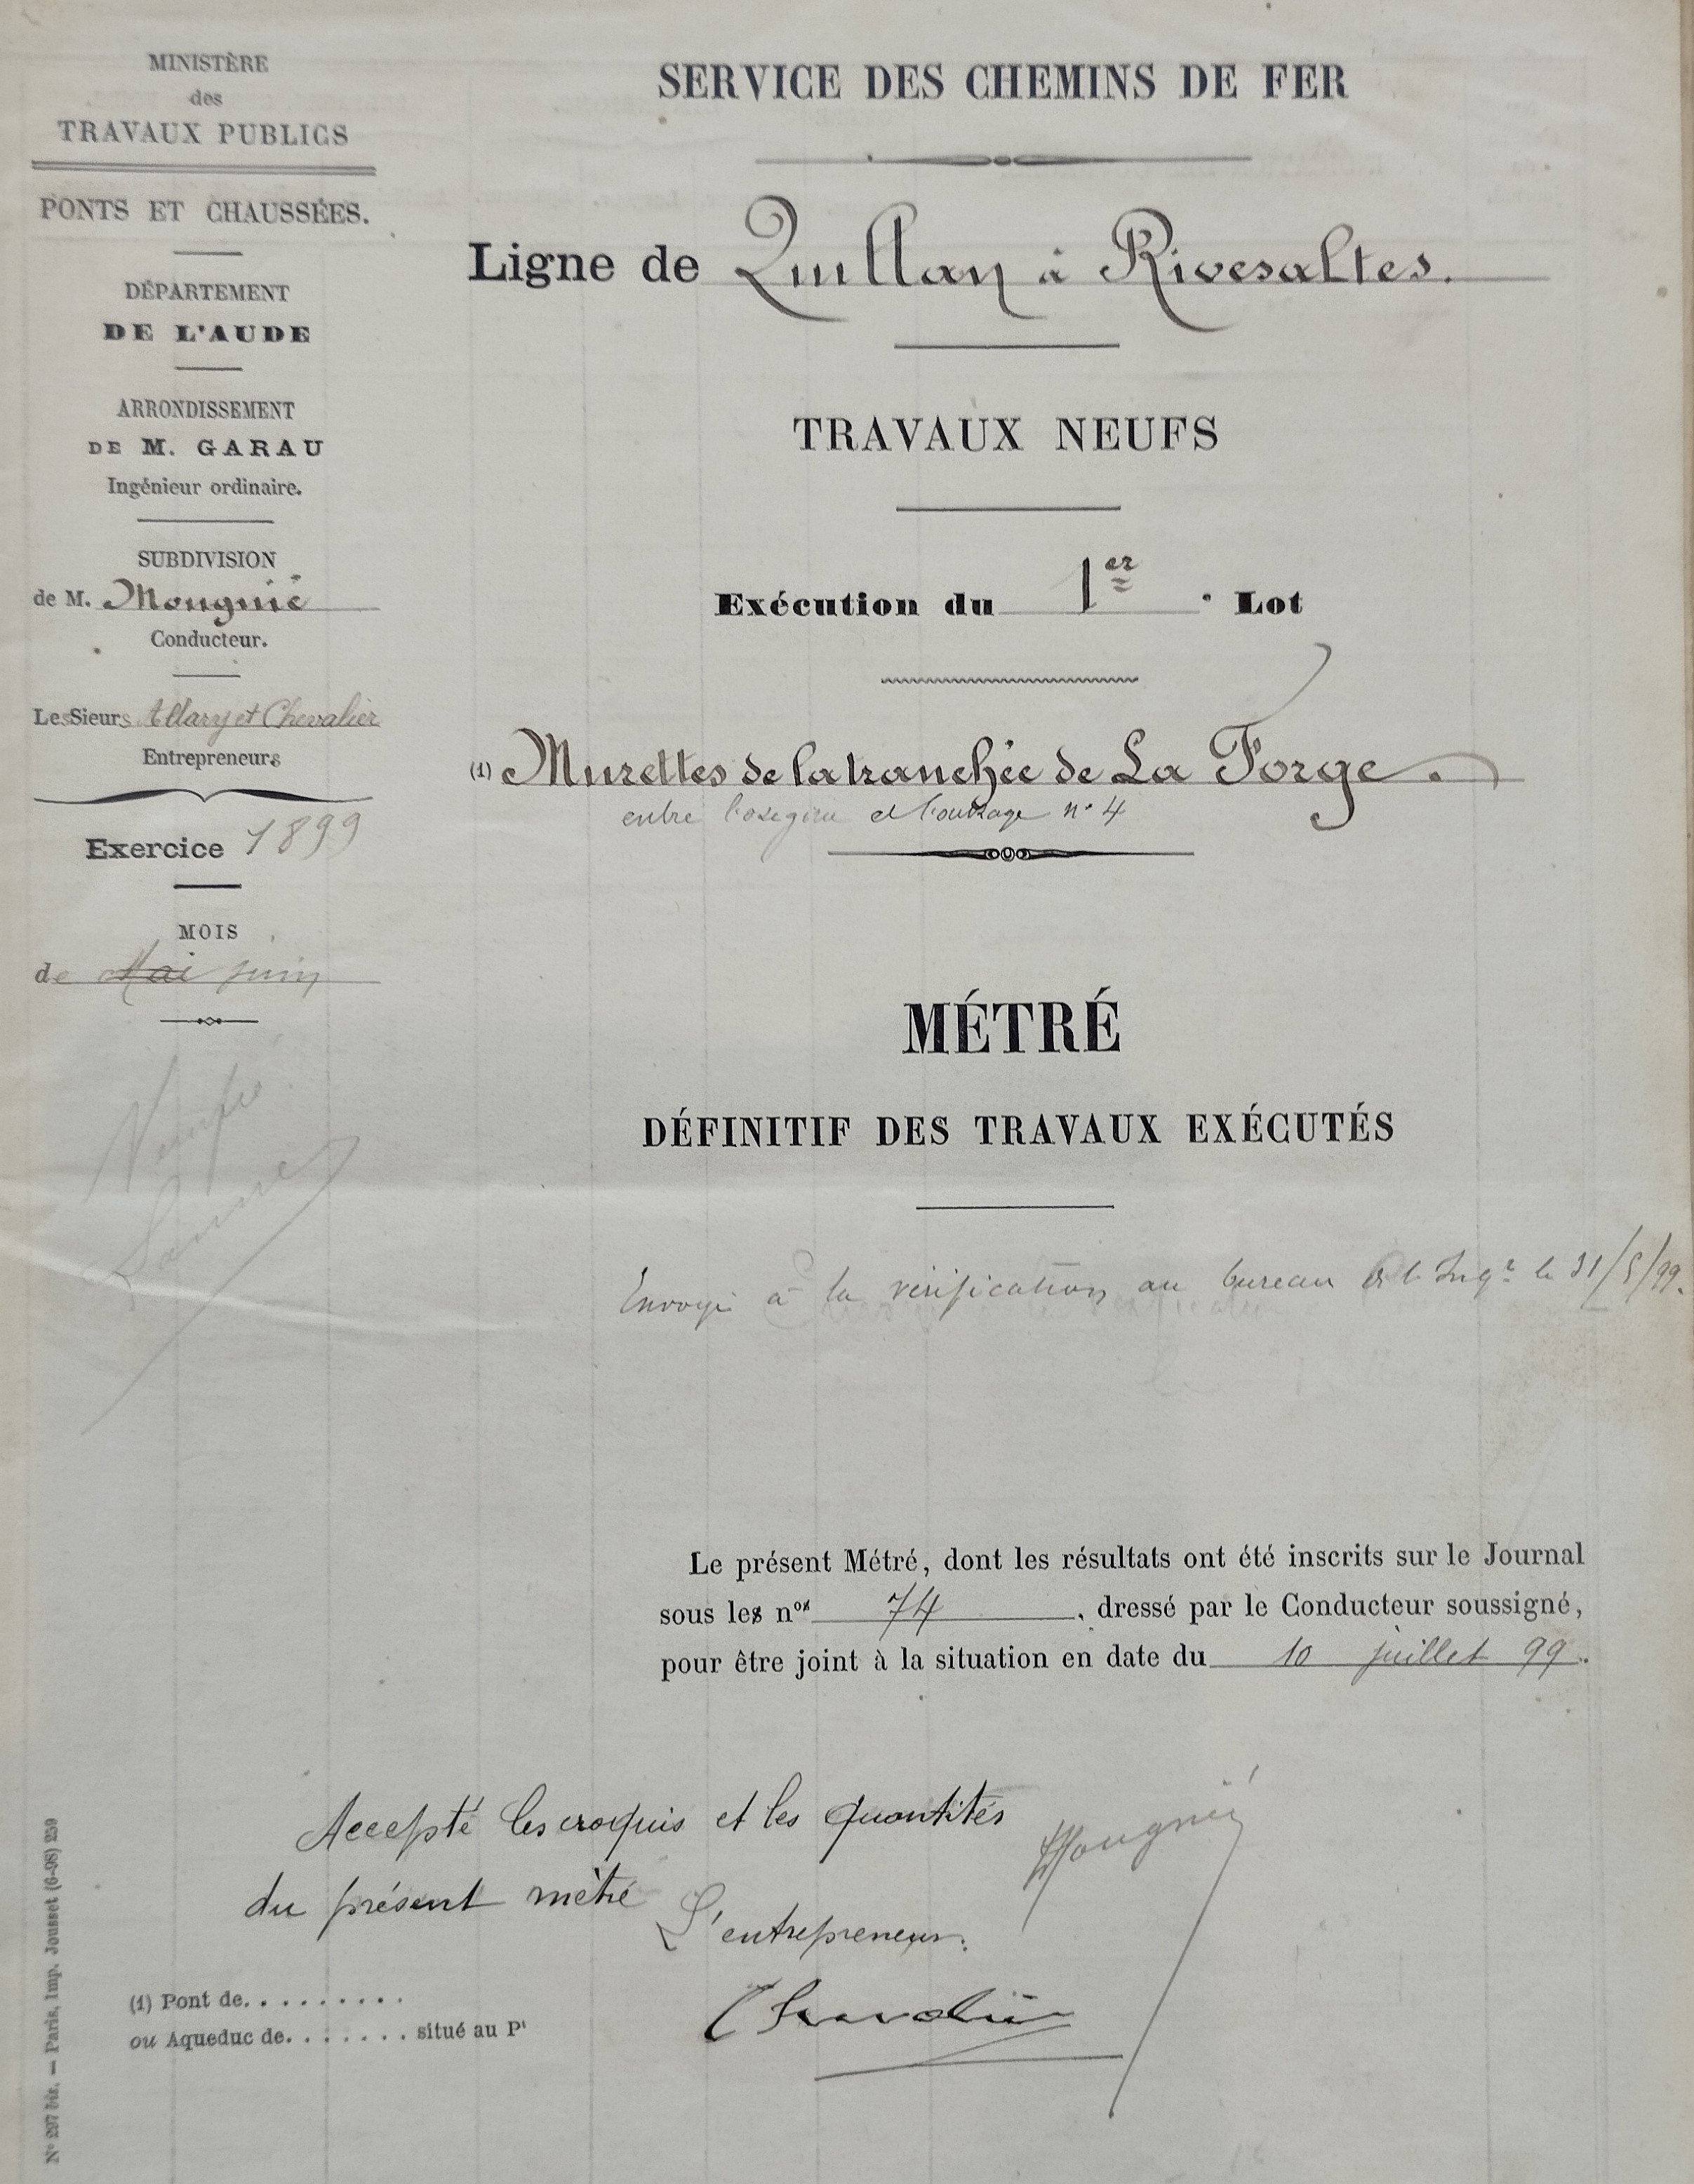 MINISTÈRE
des
TRAVAUX PUBLICS
PONTS ET CHAUSSÉES.
DÉPARTEMENT
DE L'AUDE
ARRONDISSEMENT
DE M. GARAU
Ingénieur ordinaire.
SUBDIVISION
de M. Mougnié
Conducteur.
Les Sieurs Allary et Chevalier
Entrepreneurs
Exercice 1899
MOIS
de Mai juin
Vérifié
SERVICE DES CHEMINS DE FER
Ligne de Quillan à Rivesaltes.
TRAVAUX NEUFS
Exécution du 1er Lot
(1) Murettes de la tranchée de La Forge.
entre l'origine et l'ouvrage n° 4
MÉTRÉ
DÉFINITIF DES TRAVAUX EXÉCUTÉS
Envoyé à la vérification au bureau de l'Ingr le 31/5/99.
Le présent Métré, dont les résultats ont été inscrits sur le Journal
sous les nos 74, dressé par le Conducteur soussigné,
pour être joint à la situation en date du 10 juillet 99.
Accepté les croquis et les quantités
du présent métré
L'entrepreneur.
Mougnié
Chevalier
(1) Pont de.........
ou Aqueduc de....... situé au Pt
N° 297 bis. — Paris, Imp. Jousset (6-98) 259